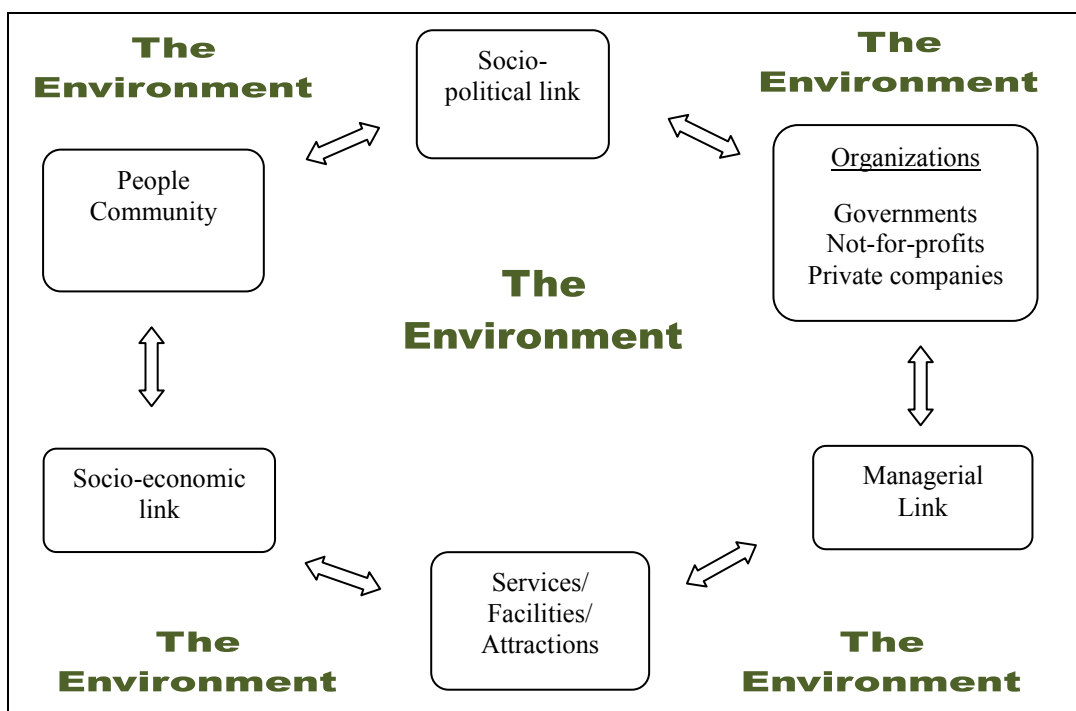 The
Environment
Socio-
political link
The
Environment
People
Community
Organizations
Governments
Not-for-profits
Private companies
The
Environment
Socio-economic
link
Managerial
Link
Services/
Facilities/
Attractions
The
Environment
The
Environment